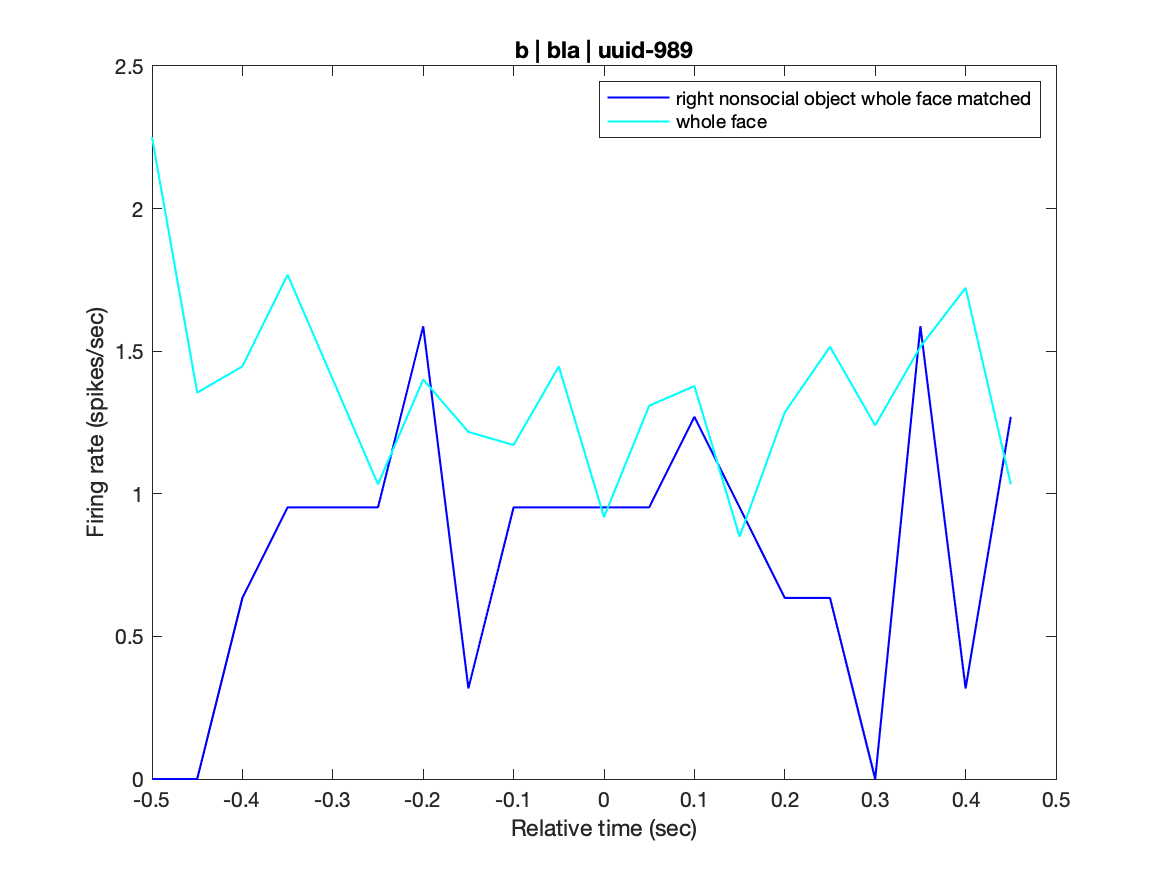 b | bla | uuid-989
right nonsocial object whole face matched
whole face
Firing rate (spikes/sec)
2.5
2
1.5
1
0.5
0
-0.5 -0.4 -0.3 -0.2 -0.1 0 0.1 0.2 0.3 0.4 0.5
Relative time (sec)